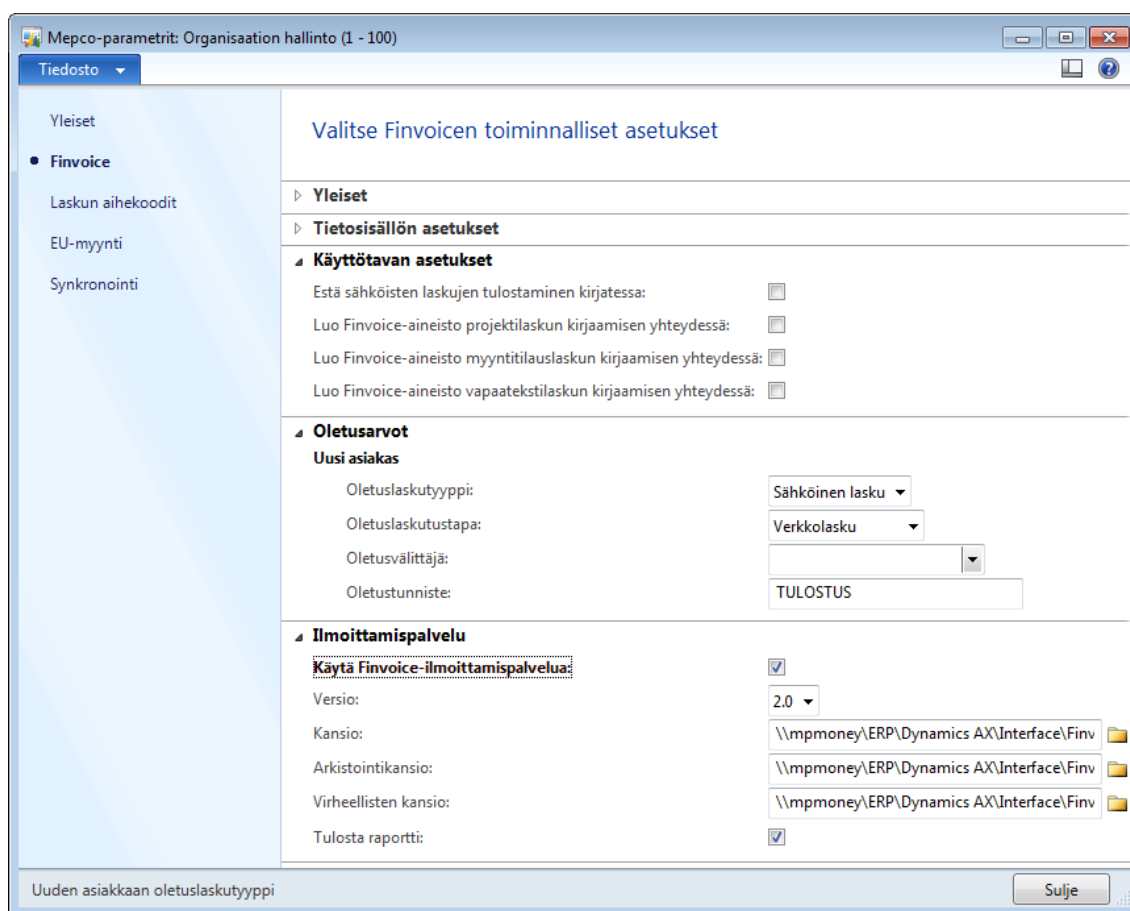 Mepco-parametrit: Organisaation hallinto (1 - 100)
Tiedosto
Yleiset
Finvoice
Laskun aihekoodit
EU-myynti
Synkronointi
Valitse Finvoicen toiminnalliset asetukset
Yleiset
Tietosisällön asetukset
Käyttötavan asetukset
Estä sähköisten laskujen tulostaminen kirjatessa:
Luo Finvoice-aineisto projektilaskun kirjaamisen yhteydessä:
Luo Finvoice-aineisto myyntitilauslaskun kirjaamisen yhteydessä:
Luo Finvoice-aineisto vapaatekstilaskun kirjaamisen yhteydessä:
Oletusarvot
Uusi asiakas
Oletuslaskutyyppi: Sähköinen lasku
Oletuslaskutustapa: Verkkolasku
Oletusvälittäjä:
Oletustunniste: TULOSTUS
Ilmoittamispalvelu
Käytä Finvoice-ilmoittamispalvelua:
Versio: 2.0
Kansio: \\mpmoney\ERP\Dynamics AX\Interface\Finv
Arkistointikansio: \\mpmoney\ERP\Dynamics AX\Interface\Finv
Virheellisten kansio: \\mpmoney\ERP\Dynamics AX\Interface\Finv
Tulosta raportti:
Uuden asiakkaan oletuslaskutyyppi
Sulje